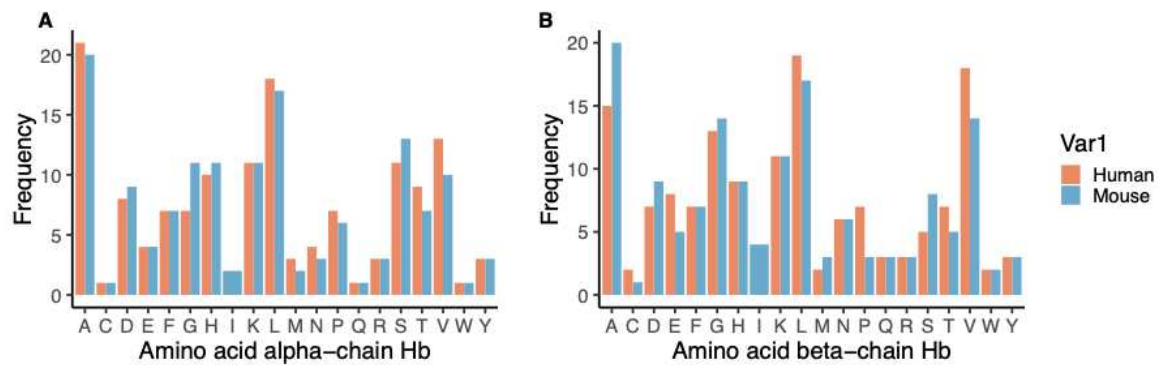 A
Frequency
20
15
10
5
0
A C D E F G H I K L M N P Q R S T V W Y
Amino acid alpha−chain Hb
B
Frequency
20
15
10
5
0
A C D E F G H I K L M N P Q R S T V W Y
Amino acid beta−chain Hb
Var1
Human
Mouse